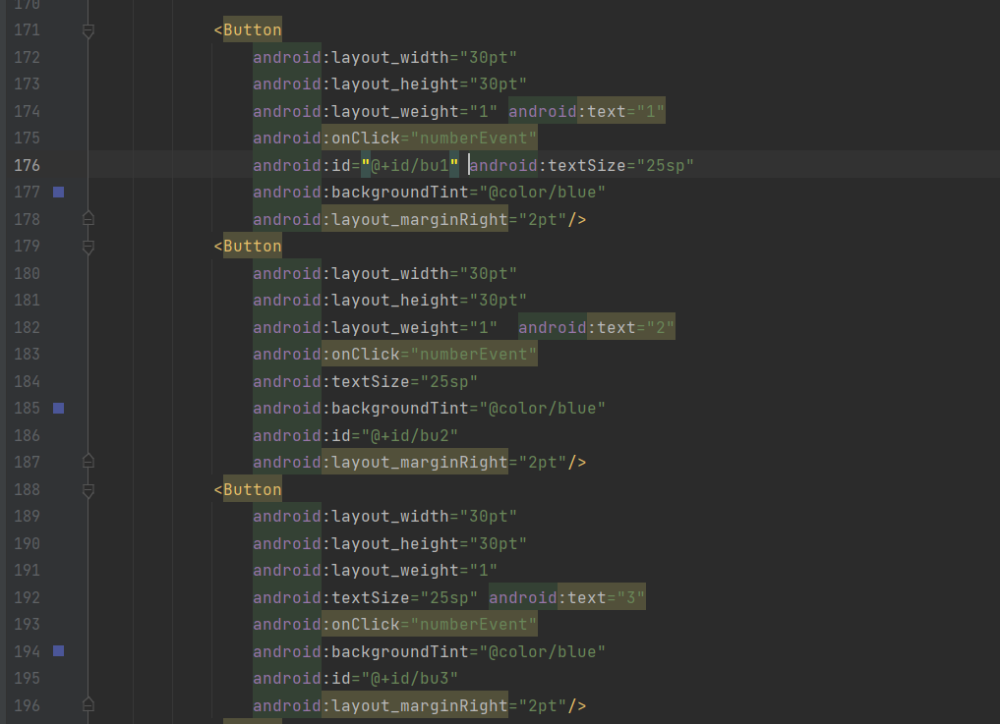 170
171 <Button
172 android:layout_width="30pt"
173 android:layout_height="30pt"
174 android:layout_weight="1" android:text="1"
175 android:onClick="numberEvent"
176 android:id="@+id/bu1" android:textSize="25sp"
177 android:backgroundTint="@color/blue"
178 android:layout_marginRight="2pt"/>
179 <Button
180 android:layout_width="30pt"
181 android:layout_height="30pt"
182 android:layout_weight="1"  android:text="2"
183 android:onClick="numberEvent"
184 android:textSize="25sp"
185 android:backgroundTint="@color/blue"
186 android:id="@+id/bu2"
187 android:layout_marginRight="2pt"/>
188 <Button
189 android:layout_width="30pt"
190 android:layout_height="30pt"
191 android:layout_weight="1"
192 android:textSize="25sp" android:text="3"
193 android:onClick="numberEvent"
194 android:backgroundTint="@color/blue"
195 android:id="@+id/bu3"
196 android:layout_marginRight="2pt"/>